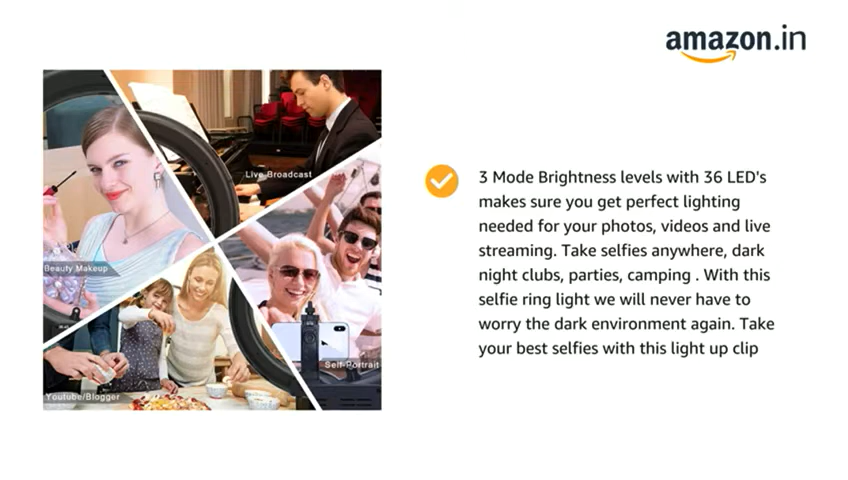 amazon.in
Live Broadcast
Beauty Makeup
Self-Portrait
Youtube/Blogger
3 Mode Brightness levels with 36 LED's
makes sure you get perfect lighting
needed for your photos, videos and live
streaming. Take selfies anywhere, dark
night clubs, parties, camping . With this
selfie ring light we will never have to
worry the dark environment again. Take
your best selfies with this light up clip